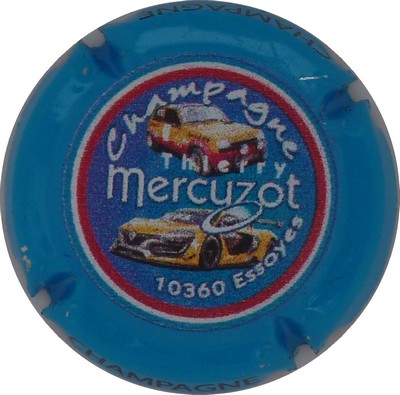 CHAMPAGNE
Champagne
Thierry
Mercuzot
10360 Essoyes
CHAMPAGNE